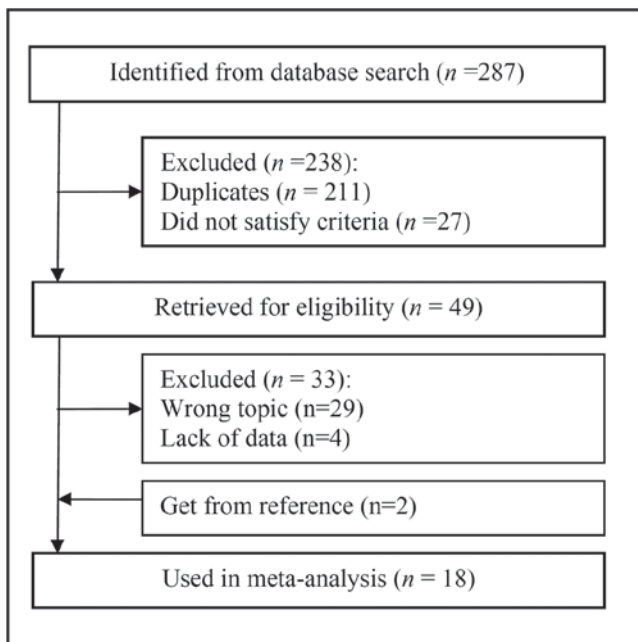 Identified from database search (n =287)
Excluded (n =238):
Duplicates (n = 211)
Did not satisfy criteria (n =27)
Retrieved for eligibility (n = 49)
Excluded (n = 33):
Wrong topic (n=29)
Lack of data (n=4)
Get from reference (n=2)
Used in meta-analysis (n = 18)